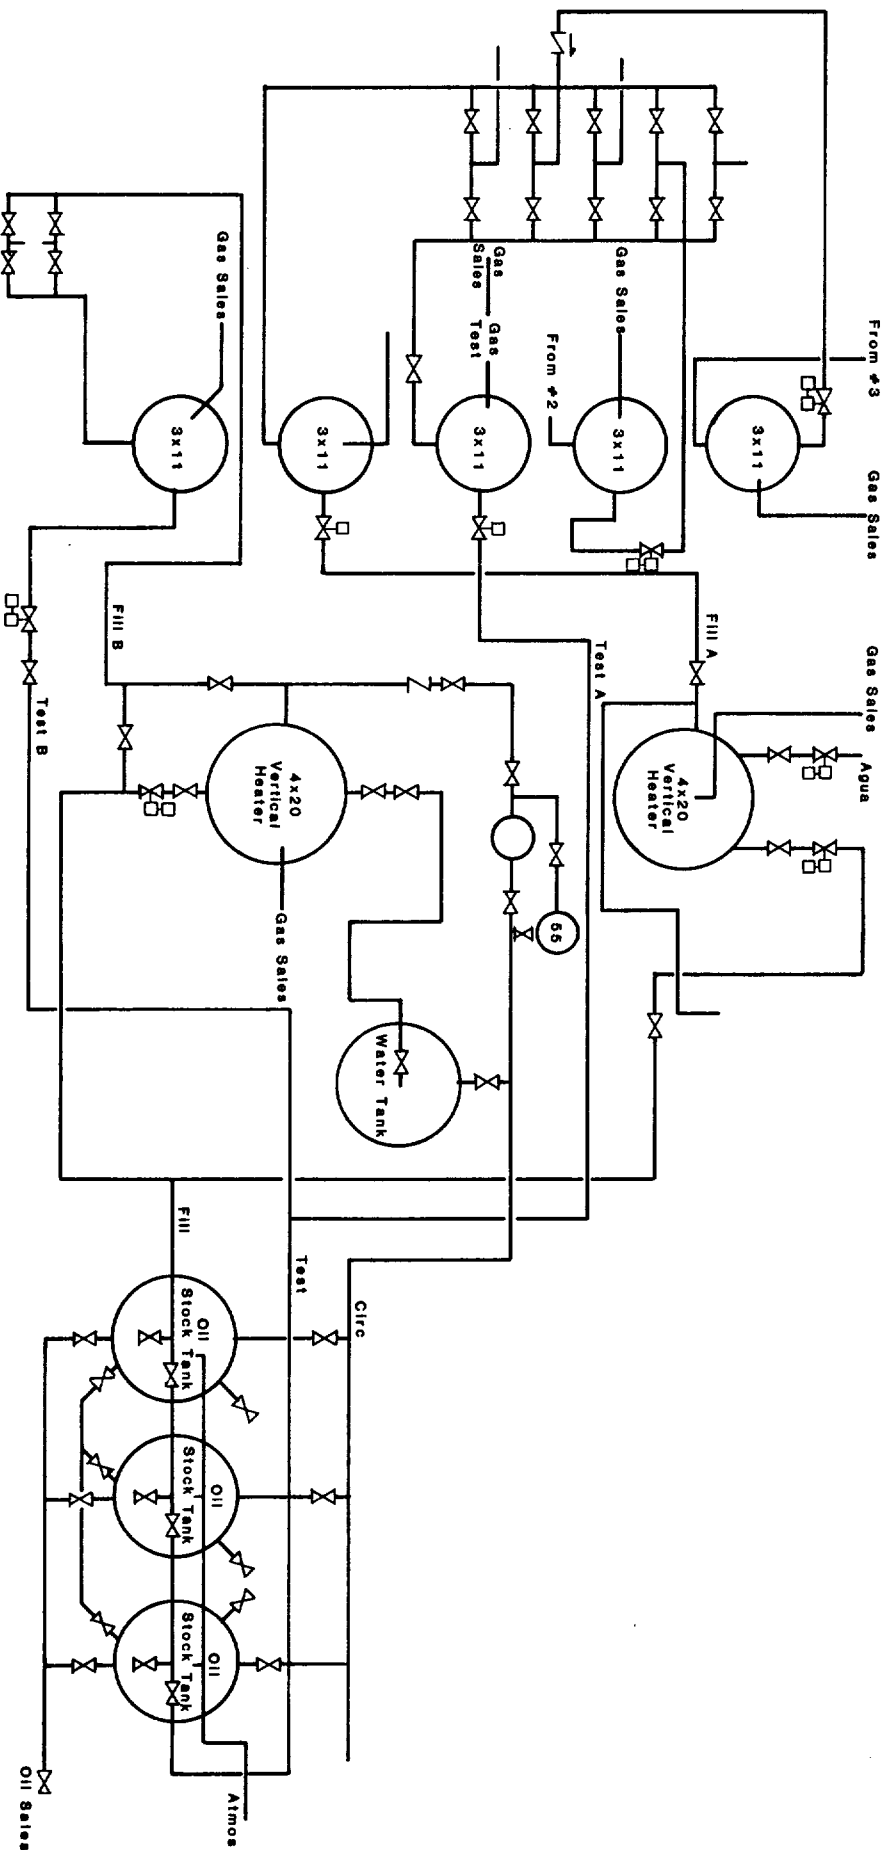 From #3
Gas Sales
Gas Sales
Agua
3x11
Fill A
4x20
Vertical
Heater
Gas Sales
From #2
3x11
Test A
Gas
Sales
Gas
Test
3x11
55
3x11
Water Tank
Circ
Gas Sales
3x11
Fill B
4x20
Vertical
Heater
Gas Sales
Test
Test B
Fill
Oil
Stock Tank
Oil
Stock Tank
Oil
Stock Tank
Atmos
Oil Sales